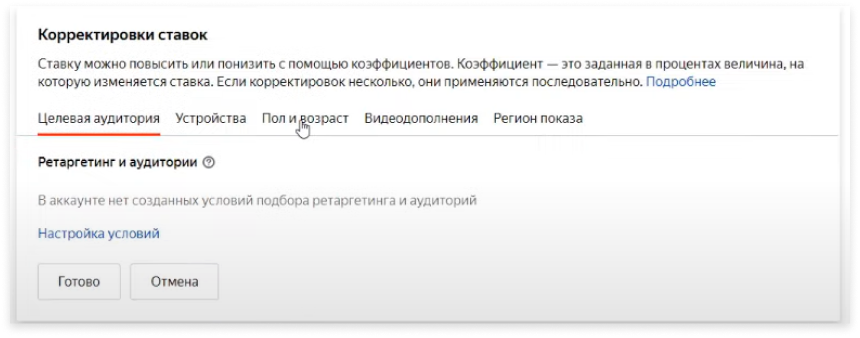 Корректировки ставок
Ставку можно повысить или понизить с помощью коэффициентов. Коэффициент — это заданная в процентах величина, на
которую изменяется ставка. Если корректировок несколько, они применяются последовательно. Подробнее
Целевая аудитория Устройства Пол и возраст Видеодополнения Регион показа
Ретаргетинг и аудитории ?
В аккаунте нет созданных условий подбора ретаргетинга и аудиторий
Настройка условий
Готово Отмена